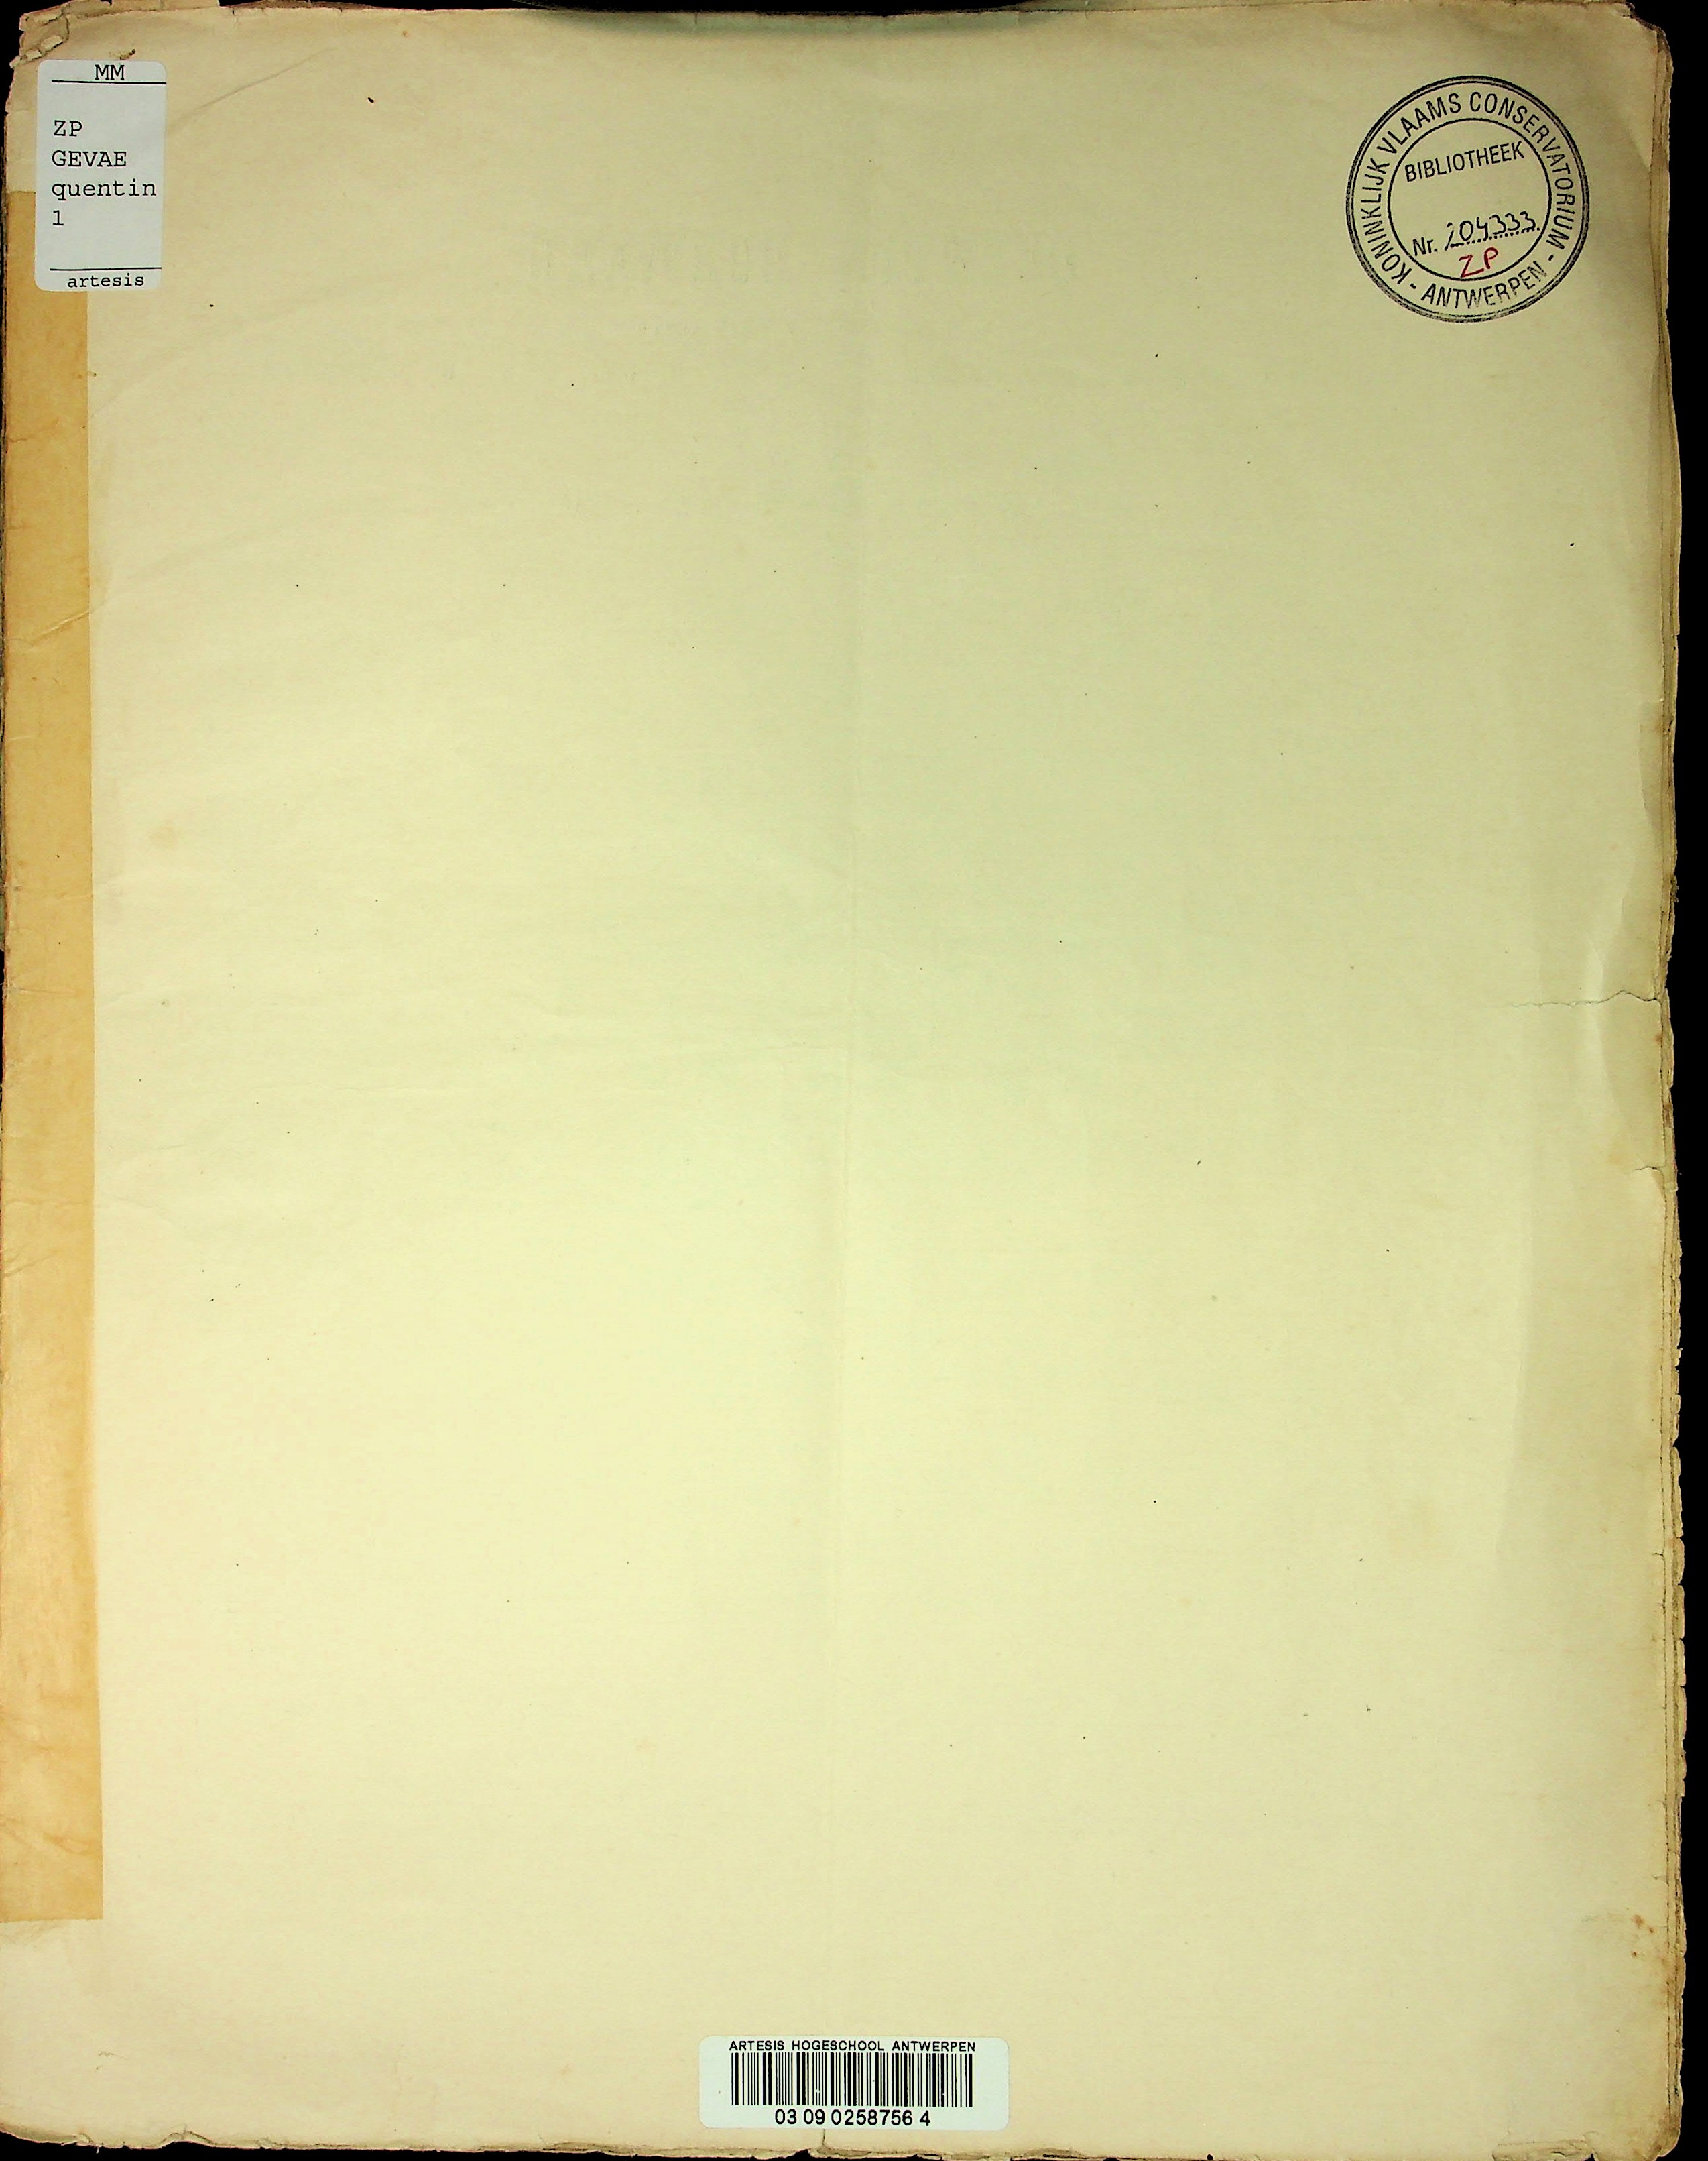 MM
ZP
GEVAE
quentin
1
artesis
KONINKLIJK VLAAMS CONSERVATORIUM - ANTWERPEN -
BIBLIOTHEEK
Nr. 204333
ZP
ARTESIS HOGESCHOOL ANTWERPEN
03 09 0258756 4